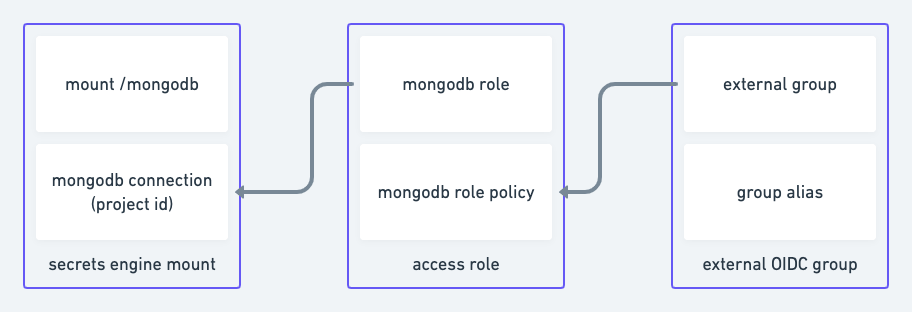 mount /mongodb
mongodb connection
(project id)
secrets engine mount
mongodb role
mongodb role policy
access role
external group
group alias
external OIDC group